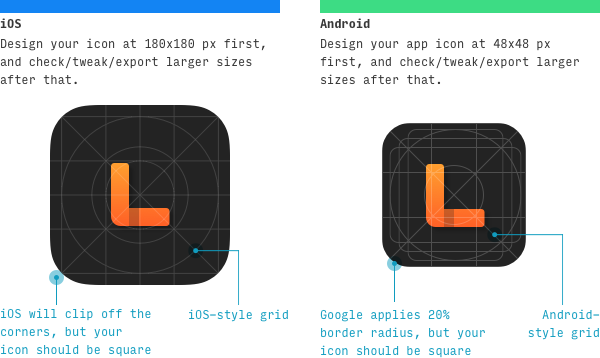 iOS
Design your icon at 180x180 px first,
and check/tweak/export larger sizes
after that.
iOS will clip off the
corners, but your
icon should be square
iOS-style grid
Android
Design your app icon at 48x48 px
first, and check/tweak/export larger
sizes after that.
Google applies 20%
border radius, but your
icon should be square
Android-
style grid